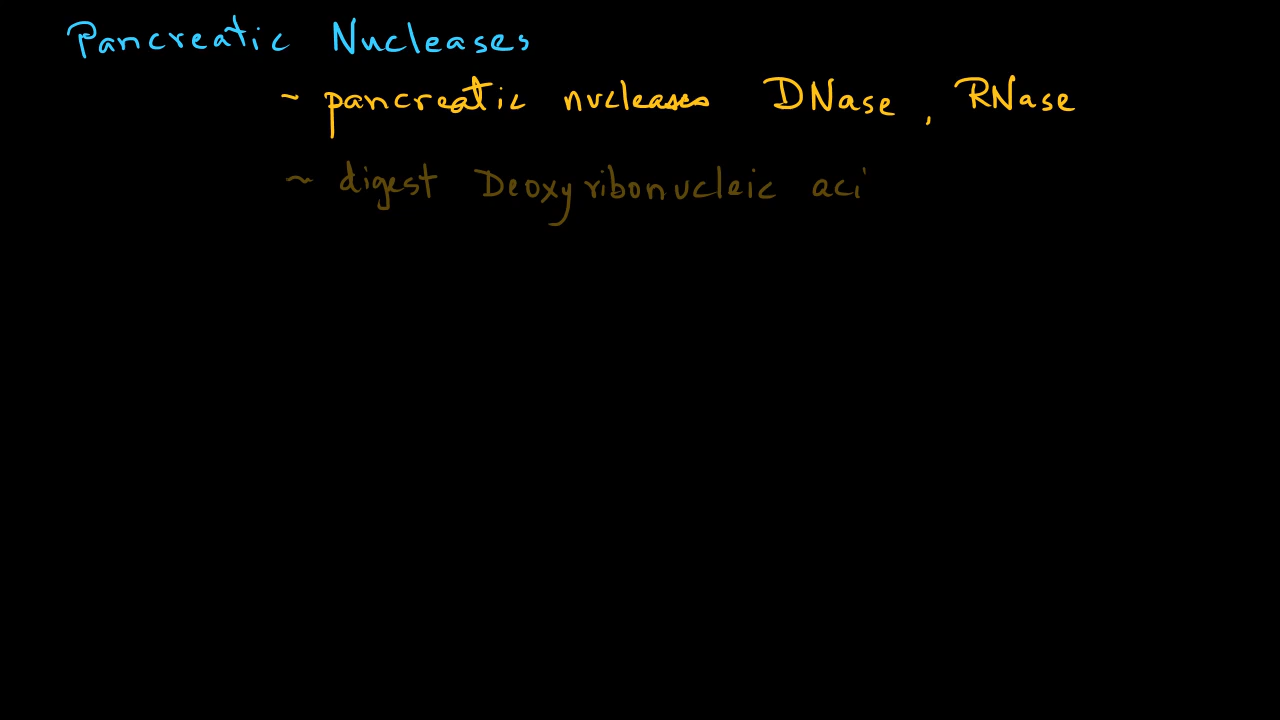 Pancreatic Nucleases
~ pancreatic nucleases DNase, RNase
~ digest Deoxyribonucleic aci